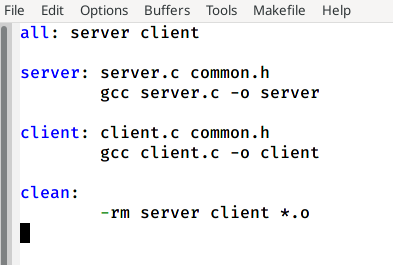 File Edit Options Buffers Tools Makefile Help
all: server client
server: server.c common.h
gcc server.c -o server
client: client.c common.h
gcc client.c -o client
clean:
-rm server client *.o